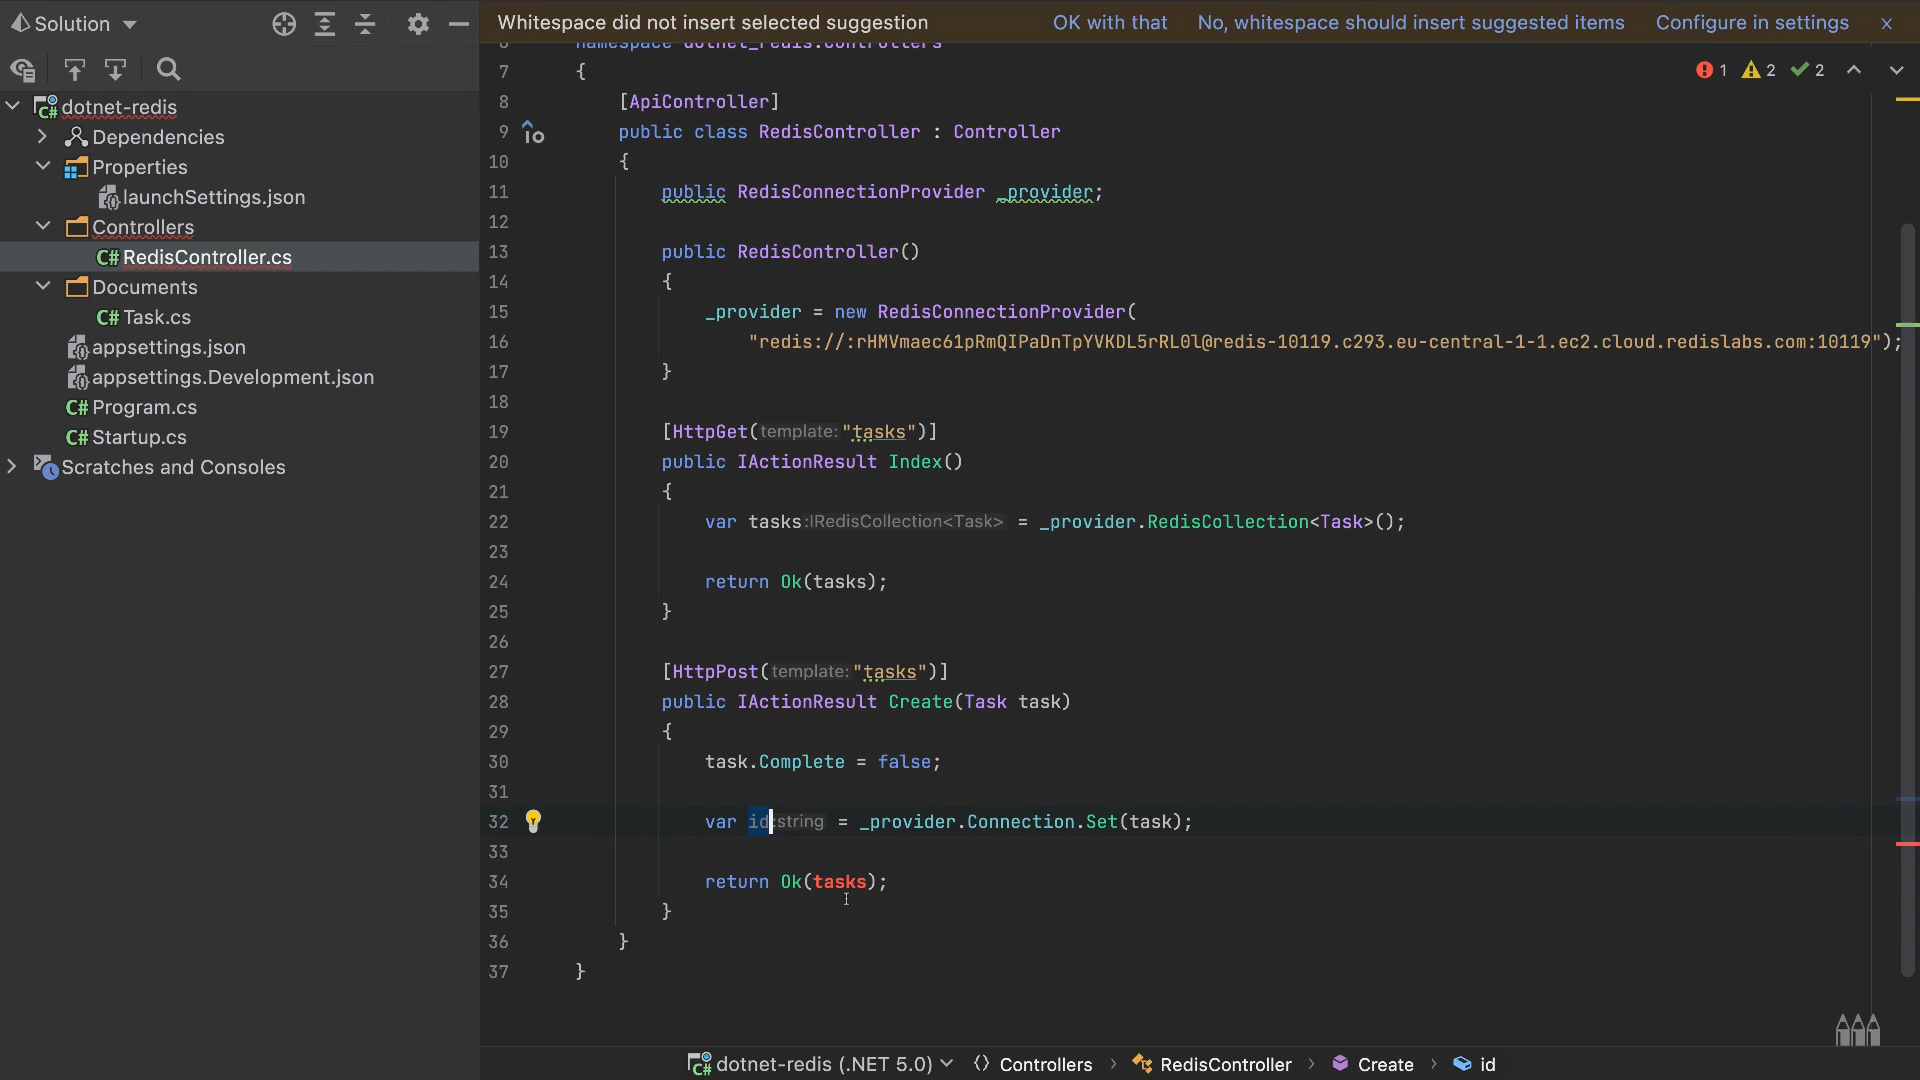 Solution
Whitespace did not insert selected suggestion OK with that No, whitespace should insert suggested items Configure in settings
dotnet-redis
Dependencies
Properties
launchSettings.json
Controllers
C# RedisController.cs
Documents
C# Task.cs
appsettings.json
appsettings.Development.json
C# Program.cs
C# Startup.cs
Scratches and Consoles
1 2 2
6 namespace dotnet_redis.Controllers
7 {
8 [ApiController]
9 public class RedisController : Controller
10 {
11 public RedisConnectionProvider _provider;
12
13 public RedisController()
14 {
15 _provider = new RedisConnectionProvider(
16 "redis://:rHMVmaec61pRmQIPaDnTpYVKDL5rRL0l@redis-10119.c293.eu-central-1-1.ec2.cloud.redislabs.com:10119");
17 }
18
19 [HttpGet(template:"tasks")]
20 public IActionResult Index()
21 {
22 var tasks:IRedisCollection<Task> = _provider.RedisCollection<Task>();
23
24 return Ok(tasks);
25 }
26
27 [HttpPost(template:"tasks")]
28 public IActionResult Create(Task task)
29 {
30 task.Complete = false;
31
32 var id:string = _provider.Connection.Set(task);
33
34 return Ok(tasks);
35 }
36 }
37 }
dotnet-redis (.NET 5.0) Controllers RedisController Create id